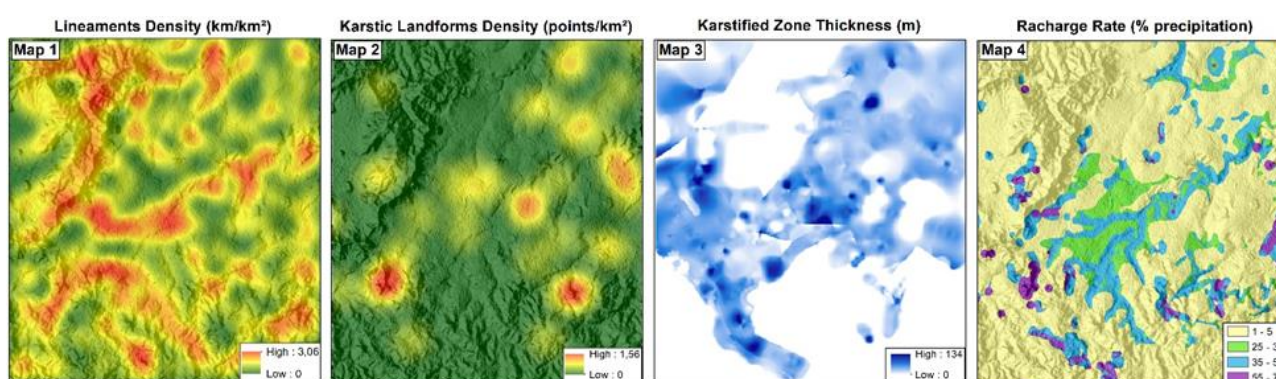 Lineaments Density (km/km²)
Map 1
High : 3,06
Low : 0
Karstic Landforms Density (points/km²)
Map 2
High : 1,56
Low : 0
Karstified Zone Thickness (m)
Map 3
High : 134
Low : 0
Racharge Rate (% precipitation)
Map 4
1 - 5
25 - 3
35 - 5